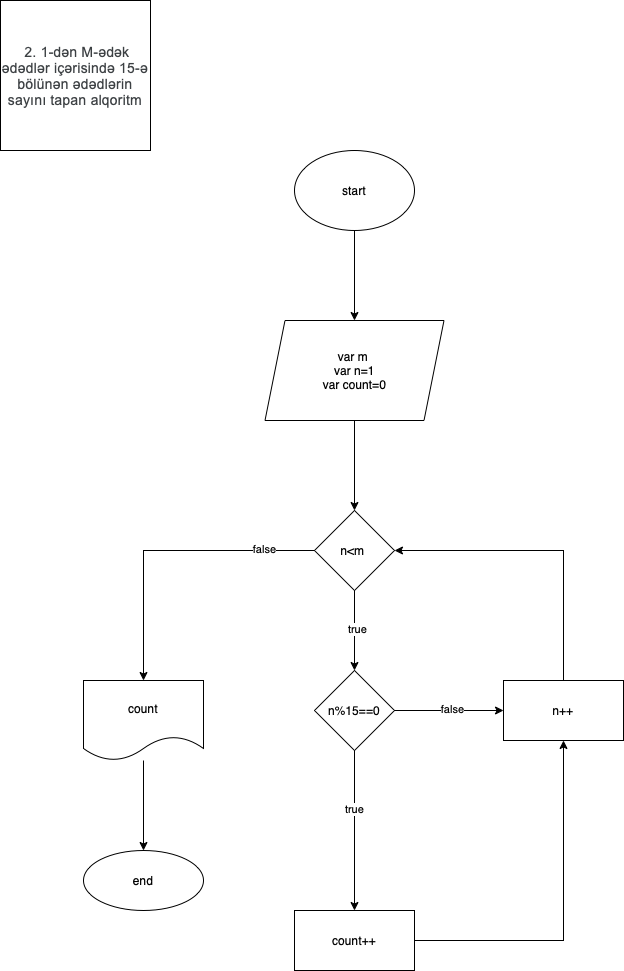 2. 1-dən M-ədək
ədədlər içərisində 15-ə
bölünən ədədlərin
sayını tapan alqoritm
start
var m
var n=1
var count=0
n<m
false
true
count
n%15==0
false
n++
true
end
count++